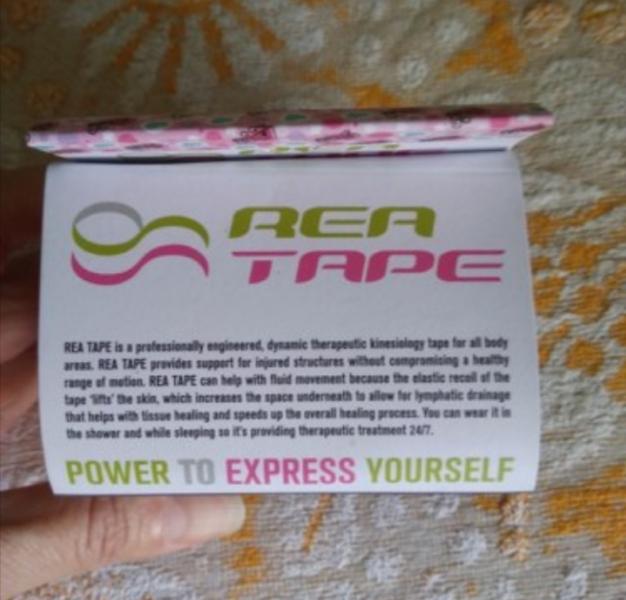 REA
TAPE
REA TAPE is a professionally engineered, dynamic therapeutic kinesiology tape for all body
areas. REA TAPE provides support for injured structures without compromising a healthy
range of motion. REA TAPE can help with fluid movement because the elastic recoil of the
tape 'lifts' the skin, which increases the space underneath to allow for lymphatic drainage
that helps with tissue healing and speeds up the overall healing process. You can wear it in
the shower and while sleeping so it's providing therapeutic treatment 24/7.
POWER TO EXPRESS YOURSELF